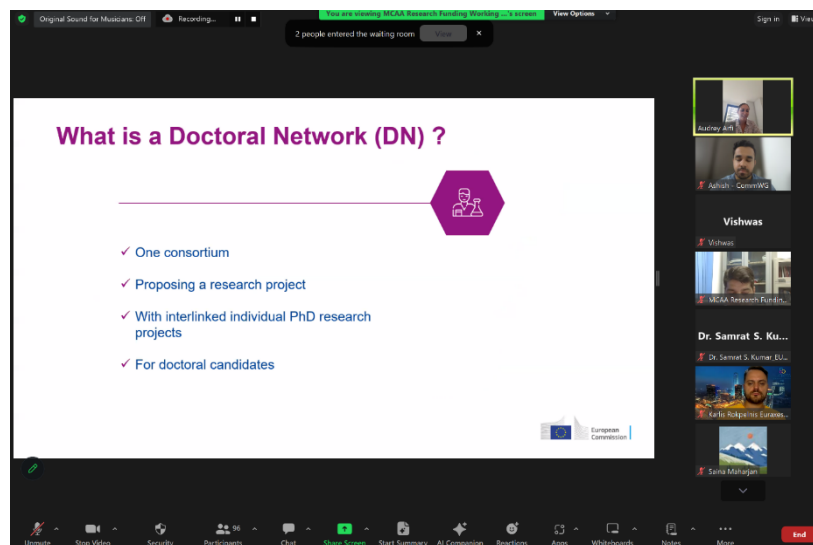 Original Sound for Musicians: Off
Recording...
You are viewing MCAA Research Funding Working ...'s screen
View Options
Sign in
View
2 people entered the waiting room
View
What is a Doctoral Network (DN) ?
One consortium
Proposing a research project
With interlinked individual PhD research
projects
For doctoral candidates
European
Commission
Audrey Arfi
Ashish - CommWG
Vishwas
Vishwas
MCAA Research Fundin...
Dr. Samrat S. Ku...
Dr. Samrat S. Kumar_EU...
Saina Maharjan
Unmute
Stop Video
Security
96
Participants
Chat
Share Screen
Start Summary
AI Companion
Reactions
Apps
Whiteboards
Notes
More
End